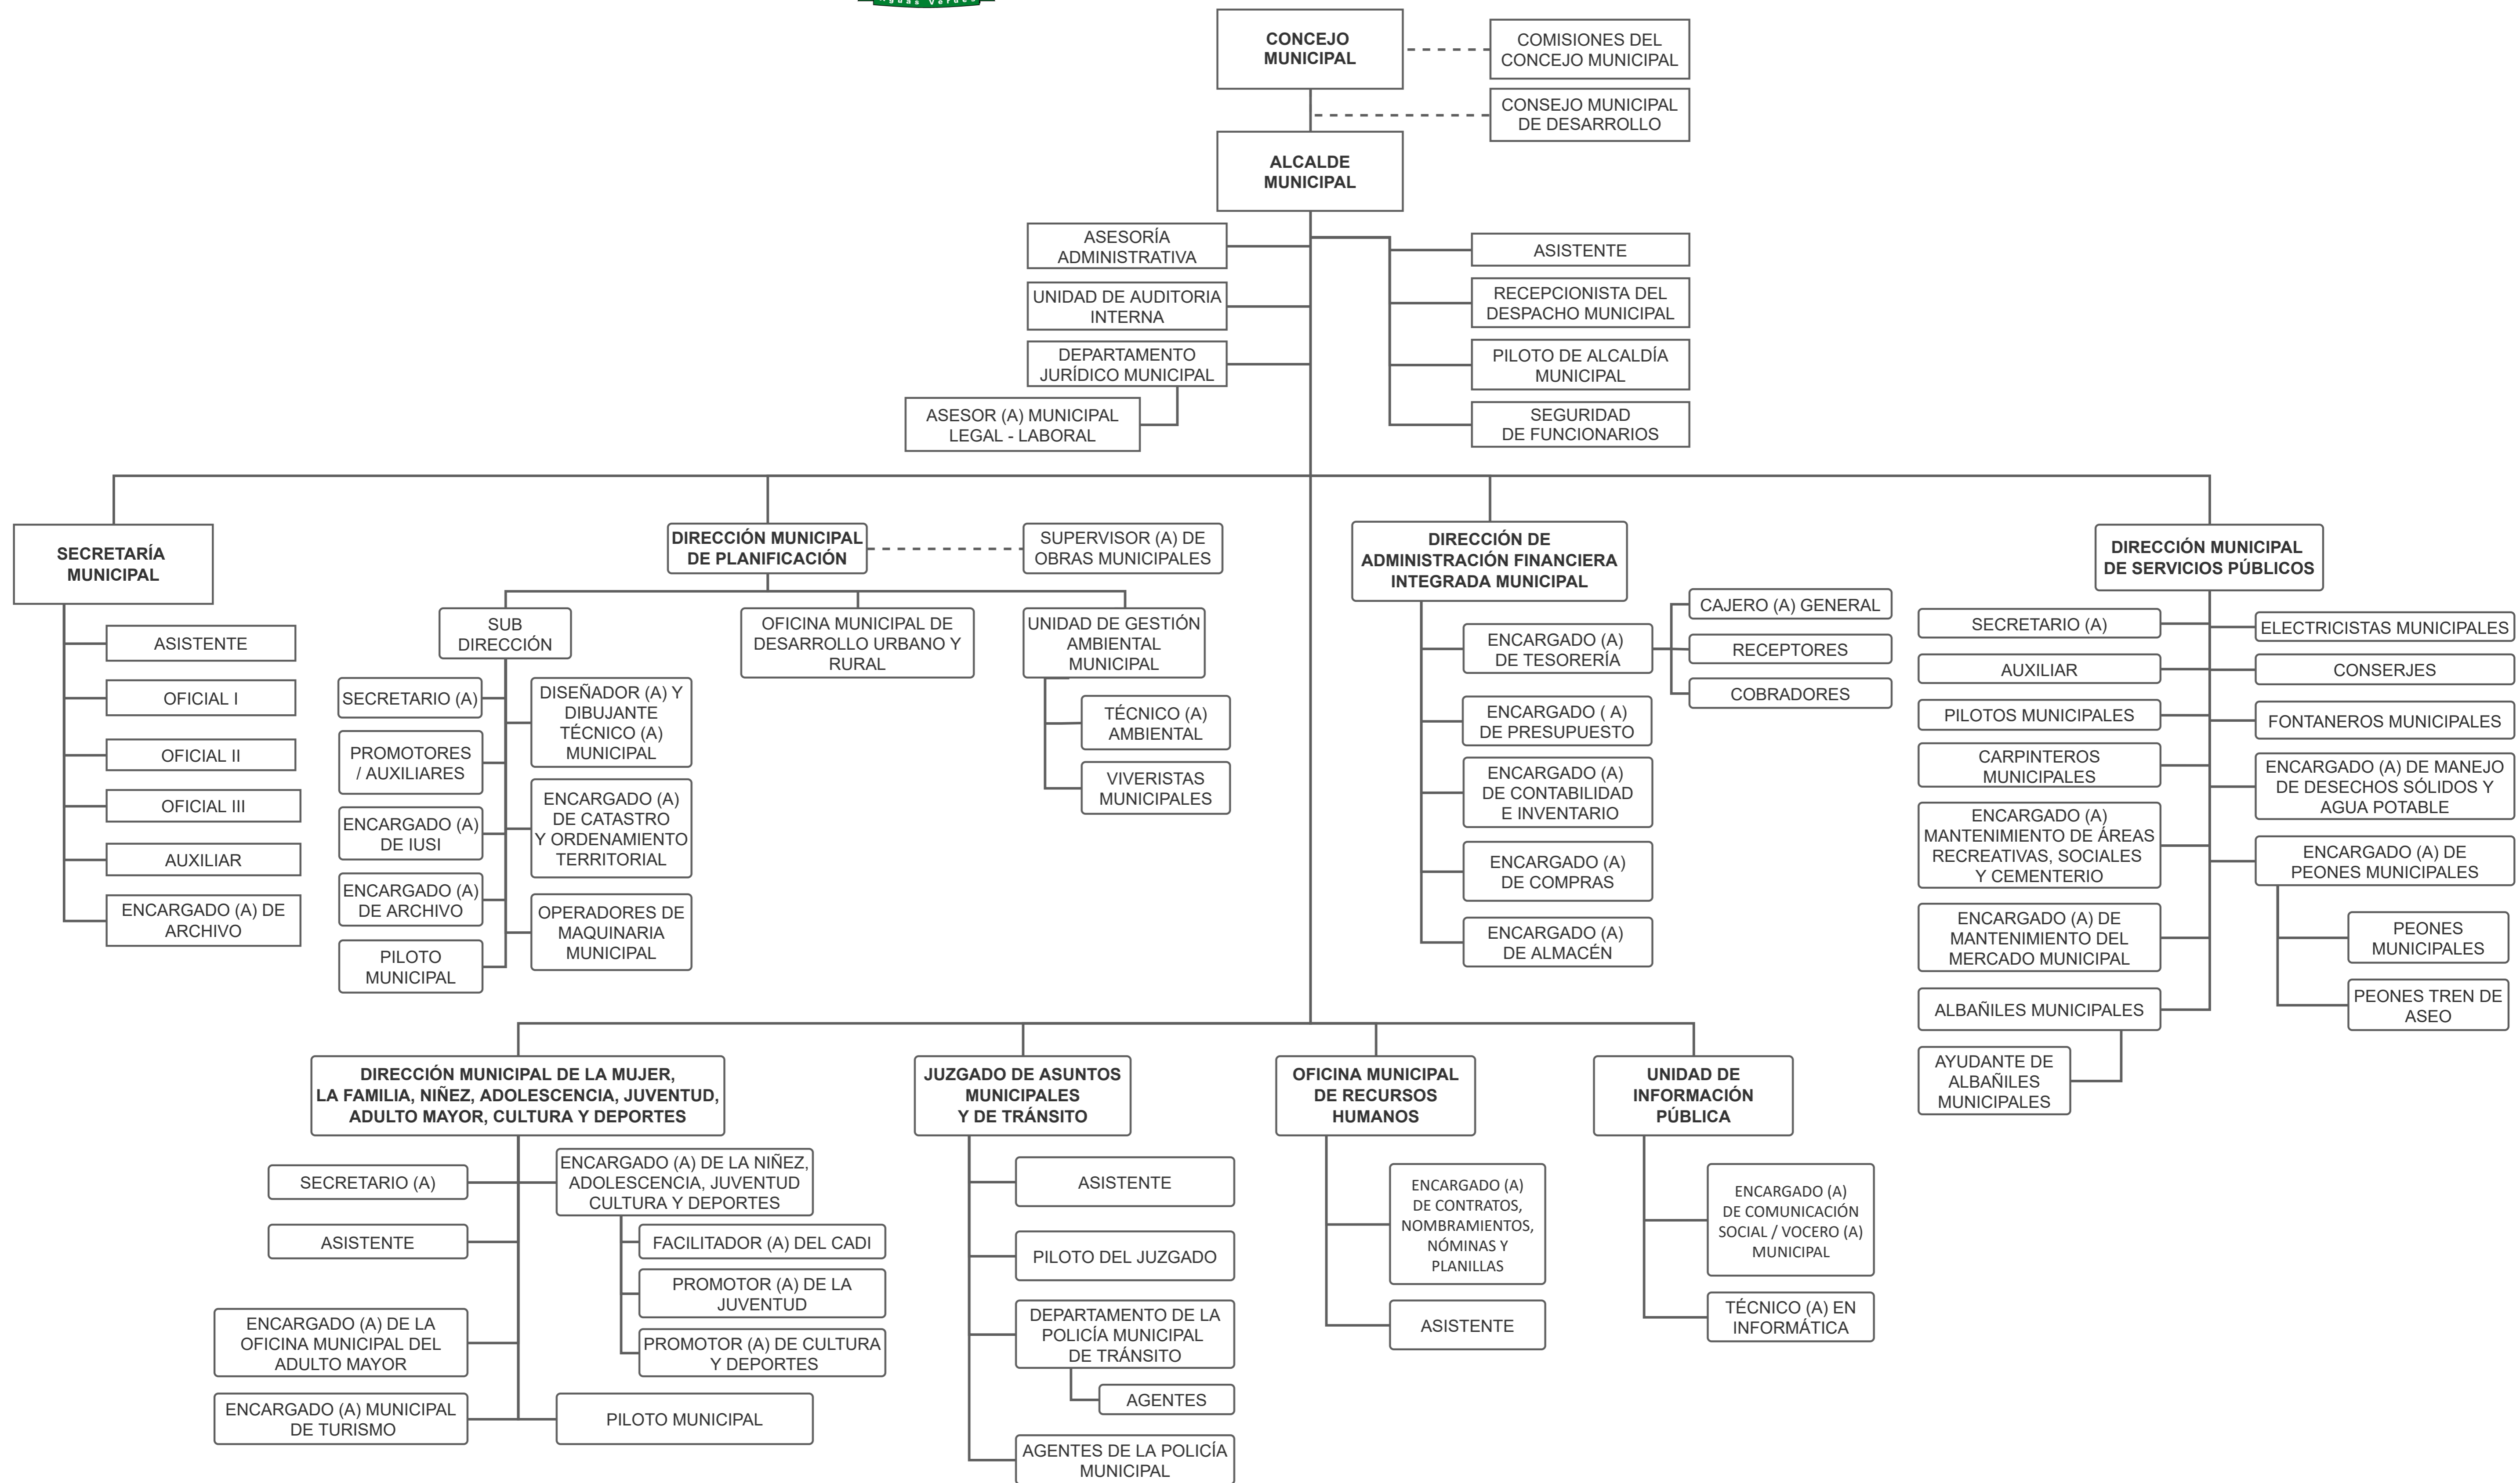 Aguas Verdes
CONCEJO
MUNICIPAL
COMISIONES DEL
CONCEJO MUNICIPAL
CONSEJO MUNICIPAL
DE DESARROLLO
ALCALDE
MUNICIPAL
ASESORÍA
ADMINISTRATIVA
UNIDAD DE AUDITORIA
INTERNA
DEPARTAMENTO
JURÍDICO MUNICIPAL
ASESOR (A) MUNICIPAL
LEGAL - LABORAL
ASISTENTE
RECEPCIONISTA DEL
DESPACHO MUNICIPAL
PILOTO DE ALCALDÍA
MUNICIPAL
SEGURIDAD
DE FUNCIONARIOS
SECRETARÍA
MUNICIPAL
ASISTENTE
OFICIAL I
OFICIAL II
OFICIAL III
AUXILIAR
ENCARGADO (A) DE
ARCHIVO
DIRECCIÓN MUNICIPAL
DE PLANIFICACIÓN
SUPERVISOR (A) DE
OBRAS MUNICIPALES
SUB
DIRECCIÓN
SECRETARIO (A)
PROMOTORES
/ AUXILIARES
ENCARGADO (A)
DE IUSI
ENCARGADO (A)
DE ARCHIVO
PILOTO
MUNICIPAL
DISEÑADOR (A) Y
DIBUJANTE
TÉCNICO (A)
MUNICIPAL
ENCARGADO (A)
DE CATASTRO
Y ORDENAMIENTO
TERRITORIAL
OPERADORES DE
MAQUINARIA
MUNICIPAL
OFICINA MUNICIPAL DE
DESARROLLO URBANO Y
RURAL
UNIDAD DE GESTIÓN
AMBIENTAL
MUNICIPAL
TÉCNICO (A)
AMBIENTAL
VIVERISTAS
MUNICIPALES
DIRECCIÓN DE
ADMINISTRACIÓN FINANCIERA
INTEGRADA MUNICIPAL
ENCARGADO (A)
DE TESORERÍA
CAJERO (A) GENERAL
RECEPTORES
COBRADORES
ENCARGADO ( A)
DE PRESUPUESTO
ENCARGADO (A)
DE CONTABILIDAD
E INVENTARIO
ENCARGADO (A)
DE COMPRAS
ENCARGADO (A)
DE ALMACÉN
DIRECCIÓN MUNICIPAL
DE SERVICIOS PÚBLICOS
SECRETARIO (A)
AUXILIAR
PILOTOS MUNICIPALES
CARPINTEROS
MUNICIPALES
ENCARGADO (A)
MANTENIMIENTO DE ÁREAS
RECREATIVAS, SOCIALES
Y CEMENTERIO
ENCARGADO (A) DE
MANTENIMIENTO DEL
MERCADO MUNICIPAL
ALBAÑILES MUNICIPALES
AYUDANTE DE
ALBAÑILES
MUNICIPALES
ELECTRICISTAS MUNICIPALES
CONSERJES
FONTANEROS MUNICIPALES
ENCARGADO (A) DE MANEJO
DE DESECHOS SÓLIDOS Y
AGUA POTABLE
ENCARGADO (A) DE
PEONES MUNICIPALES
PEONES
MUNICIPALES
PEONES TREN DE
ASEO
DIRECCIÓN MUNICIPAL DE LA MUJER,
LA FAMILIA, NIÑEZ, ADOLESCENCIA, JUVENTUD,
ADULTO MAYOR, CULTURA Y DEPORTES
SECRETARIO (A)
ASISTENTE
ENCARGADO (A) DE LA
OFICINA MUNICIPAL DEL
ADULTO MAYOR
ENCARGADO (A) MUNICIPAL
DE TURISMO
ENCARGADO (A) DE LA NIÑEZ,
ADOLESCENCIA, JUVENTUD
CULTURA Y DEPORTES
FACILITADOR (A) DEL CADI
PROMOTOR (A) DE LA
JUVENTUD
PROMOTOR (A) DE CULTURA
Y DEPORTES
PILOTO MUNICIPAL
JUZGADO DE ASUNTOS
MUNICIPALES
Y DE TRÁNSITO
ASISTENTE
PILOTO DEL JUZGADO
DEPARTAMENTO DE LA
POLICÍA MUNICIPAL
DE TRÁNSITO
AGENTES
AGENTES DE LA POLICÍA
MUNICIPAL
OFICINA MUNICIPAL
DE RECURSOS
HUMANOS
ENCARGADO (A)
DE CONTRATOS,
NOMBRAMIENTOS,
NÓMINAS Y
PLANILLAS
ASISTENTE
UNIDAD DE
INFORMACIÓN
PÚBLICA
ENCARGADO (A)
DE COMUNICACIÓN
SOCIAL / VOCERO (A)
MUNICIPAL
TÉCNICO (A) EN
INFORMÁTICA